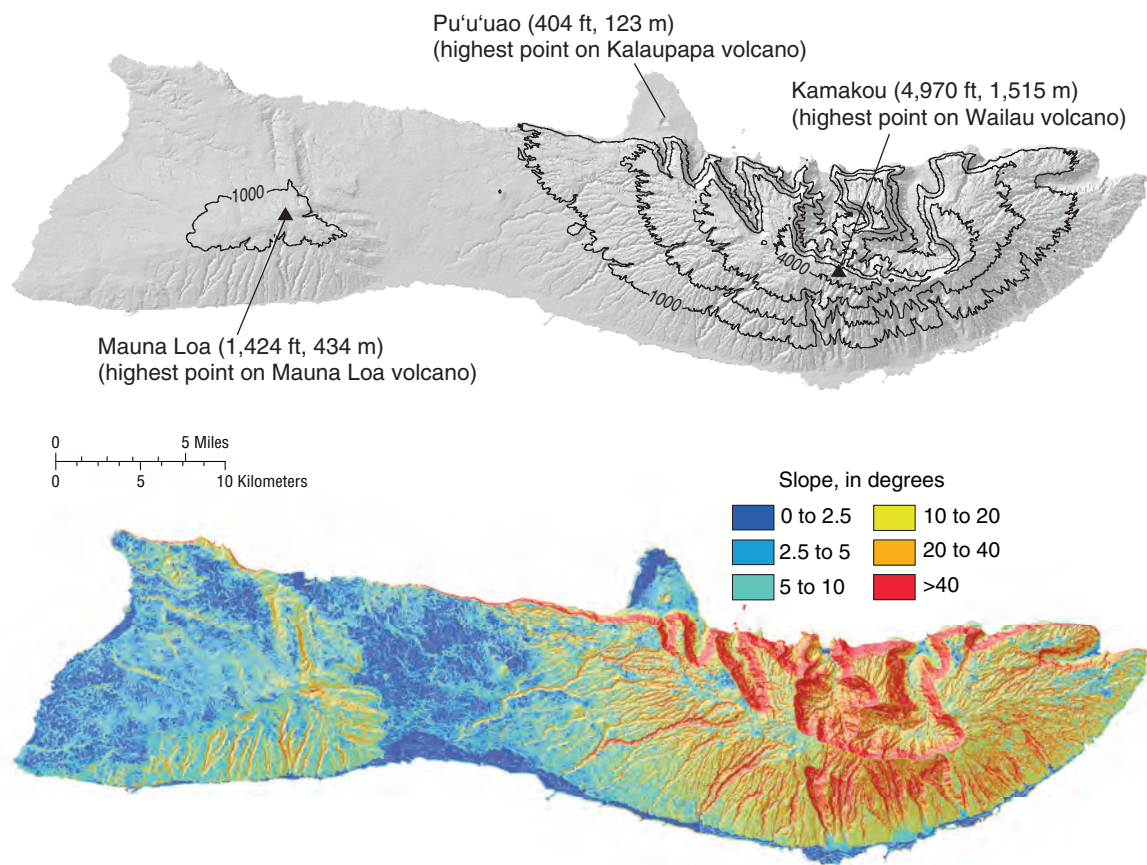 Pu‘u‘uao (404 ft, 123 m)
(highest point on Kalaupapa volcano)
Kamakou (4,970 ft, 1,515 m)
(highest point on Wailau volcano)
1000
4000
1000
Mauna Loa (1,424 ft, 434 m)
(highest point on Mauna Loa volcano)
0 5 Miles
0 5 10 Kilometers
Slope, in degrees
0 to 2.5 10 to 20
2.5 to 5 20 to 40
5 to 10 >40